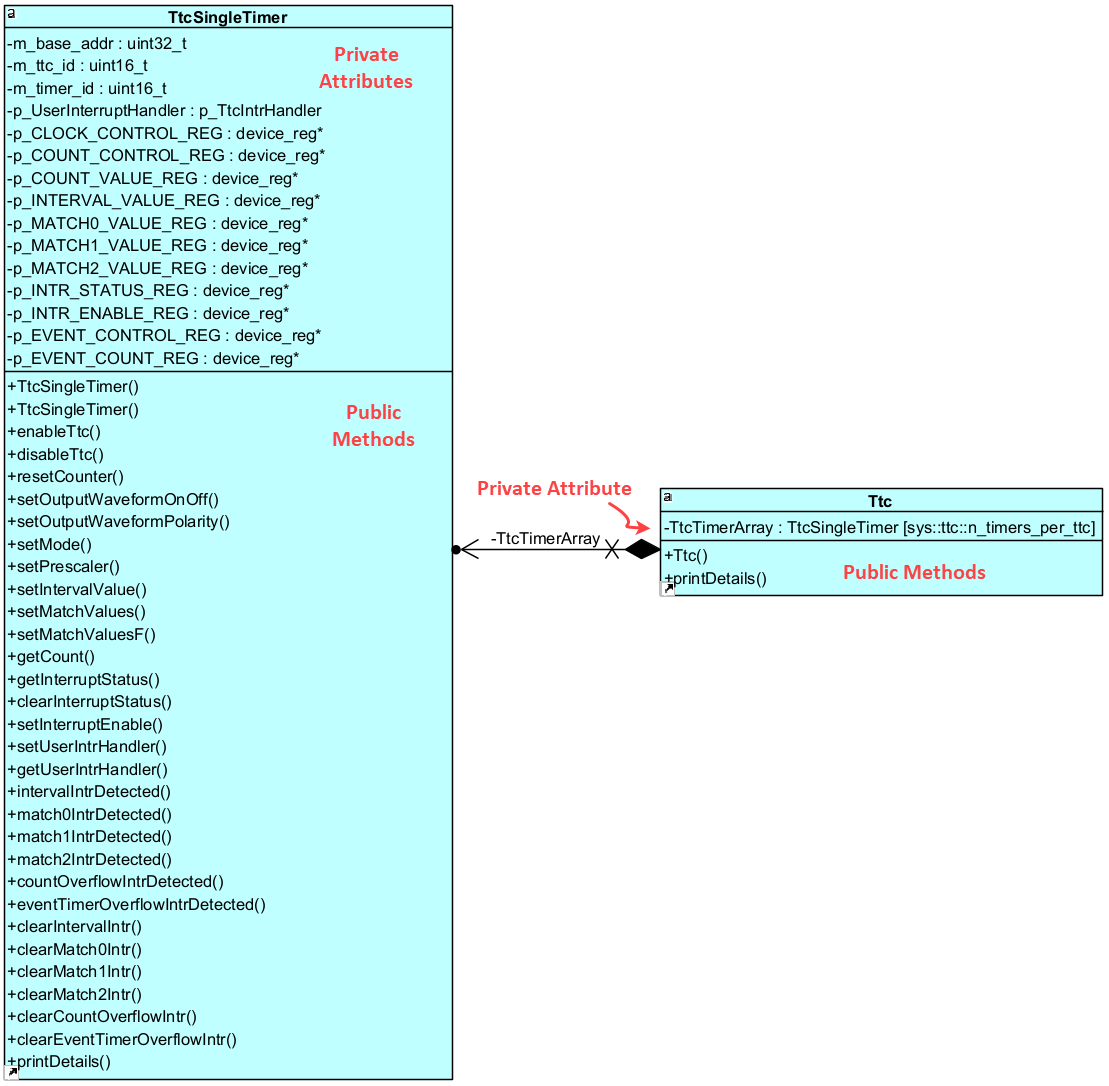 a
TtcSingleTimer
-m_base_addr : uint32_t
-m_ttc_id : uint16_t
-m_timer_id : uint16_t
-p_UserInterruptHandler : p_TtcIntrHandler
-p_CLOCK_CONTROL_REG : device_reg*
-p_COUNT_CONTROL_REG : device_reg*
-p_COUNT_VALUE_REG : device_reg*
-p_INTERVAL_VALUE_REG : device_reg*
-p_MATCH0_VALUE_REG : device_reg*
-p_MATCH1_VALUE_REG : device_reg*
-p_MATCH2_VALUE_REG : device_reg*
-p_INTR_STATUS_REG : device_reg*
-p_INTR_ENABLE_REG : device_reg*
-p_EVENT_CONTROL_REG : device_reg*
-p_EVENT_COUNT_REG : device_reg*
Private
Attributes
+TtcSingleTimer()
+TtcSingleTimer()
+enableTtc()
+disableTtc()
+resetCounter()
+setOutputWaveformOnOff()
+setOutputWaveformPolarity()
+setMode()
+setPrescaler()
+setIntervalValue()
+setMatchValues()
+setMatchValuesF()
+getCount()
+getInterruptStatus()
+clearInterruptStatus()
+setInterruptEnable()
+setUserIntrHandler()
+getUserIntrHandler()
+intervalIntrDetected()
+match0IntrDetected()
+match1IntrDetected()
+match2IntrDetected()
+countOverflowIntrDetected()
+eventTimerOverflowIntrDetected()
+clearIntervalIntr()
+clearMatch0Intr()
+clearMatch1Intr()
+clearMatch2Intr()
+clearCountOverflowIntr()
+clearEventTimerOverflowIntr()
+printDetails()
Public
Methods
Private Attribute
-TtcTimerArray
a
Ttc
-TtcTimerArray : TtcSingleTimer [sys::ttc::n_timers_per_ttc]
+Ttc()
+printDetails()
Public Methods